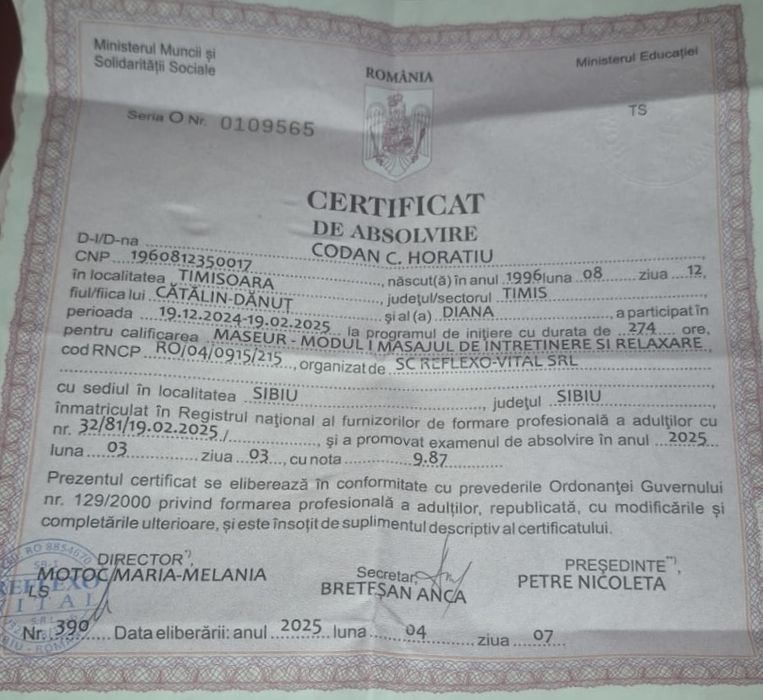 Ministerul Muncii și
Solidarității Sociale
ROMÂNIA
Ministerul Educației
Seria O Nr. 0109565
TS
CERTIFICAT
DE ABSOLVIRE
D-l/D-na CODAN C. HORATIU
CNP 1960812350017, născut(ă) în anul 1996 luna 08 ziua 12,
în localitatea TIMISOARA, județul/sectorul TIMIS
fiul/fiica lui CĂTĂLIN-DĂNUȚ și al (a) DIANA, a participat în
perioada 19.12.2024-19.02.2025 la programul de inițiere cu durata de 274 ore,
pentru calificarea MASEUR - MODUL I MASAJUL DE INTRETINERE SI RELAXARE
cod RNCP RO/04/0915/215, organizat de SC REFLEXO-VITAL SRL
cu sediul în localitatea SIBIU, județul SIBIU,
înmatriculat în Registrul național al furnizorilor de formare profesională a adulților cu
nr. 32/81/19.02.2025/, și a promovat examenul de absolvire în anul 2025
luna 03 ziua 03, cu nota 9.87
Prezentul certificat se eliberează în conformitate cu prevederile Ordonanței Guvernului
nr. 129/2000 privind formarea profesională a adulților, republicată, cu modificările și
completările ulterioare, și este însoțit de suplimentul descriptiv al certificatului.
DIRECTOR*),
MOTOC MARIA-MELANIA
LS
Secretar,
BRETEȘAN ANCA
PREȘEDINTE**),
PETRE NICOLETA
Nr. 390 Data eliberării: anul 2025 luna 04 ziua 07